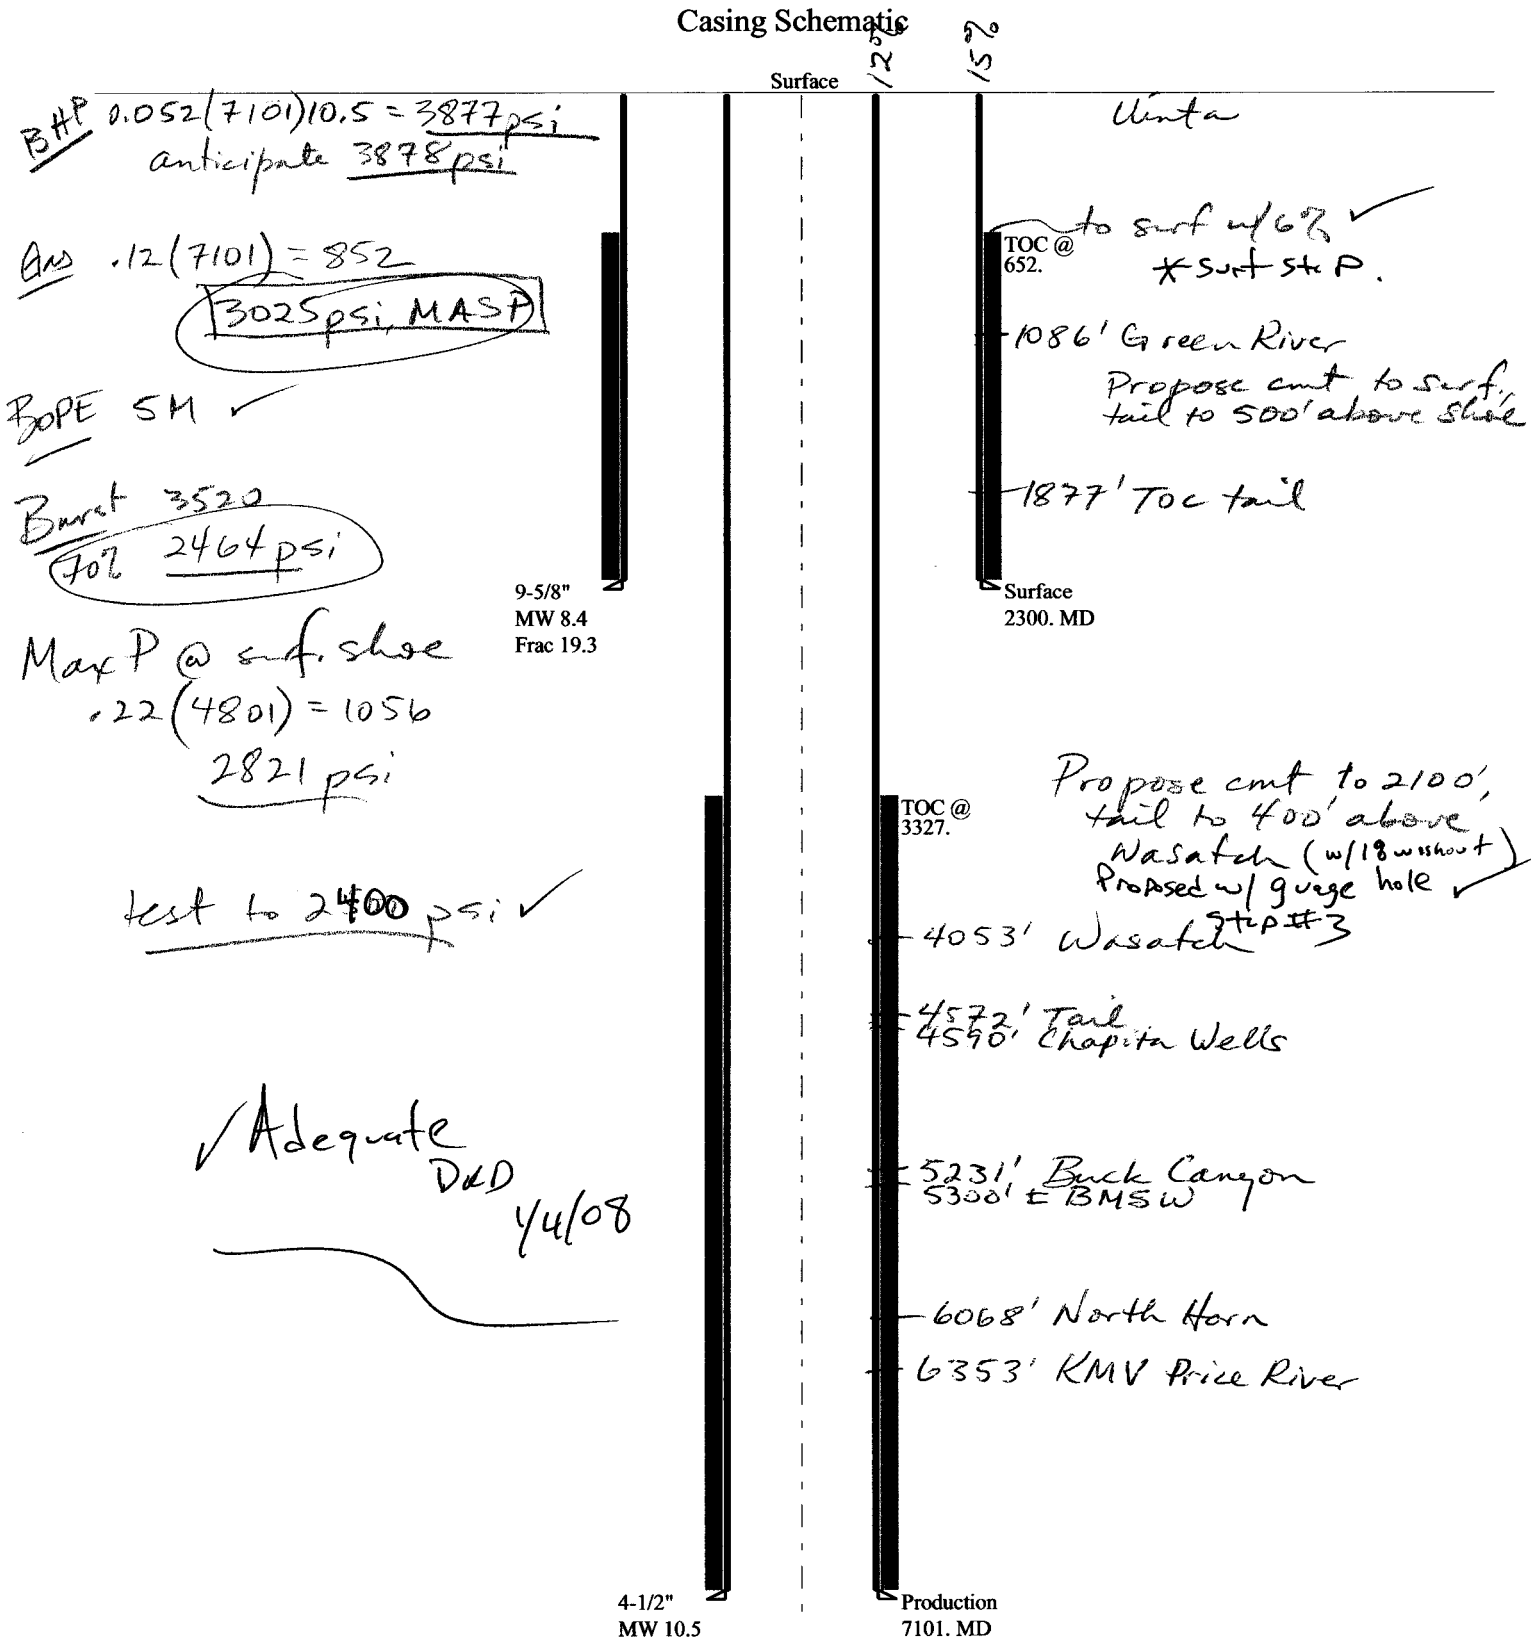 Casing Schematic
12%
15%
Surface
BHP 0.052(7101)10.5 = 3877psi
anticipate 3878psi
Gas .12(7101) = 852
3025psi, MASP
BOPE 5M ✓
Burst 3520
70% 2464psi
Max P @ surf. shoe
.22(4801) = 1056
2821 psi
test to 2400 psi ✓
✓ Adequate
DKD
1/4/08
9-5/8"
MW 8.4
Frac 19.3
4-1/2"
MW 10.5
Uinta
to surf w/6% ✓
TOC @
652.
* Surf stip.
1086' Green River
Propose cmt to surf,
tail to 500' above shoe
1877' TOC tail
Surface
2300. MD
Propose cmt to 2100',
tail to 400' above
Wasatch (w/18 washout)
Proposed w/ guage hole ✓
stip #3
TOC @
3327.
4053' Wasatch
4572' Tail
4590' Chapita Wells
5231' Buck Canyon
5300' ± BMSW
6068' North Horn
6353' KMV Price River
Production
7101. MD